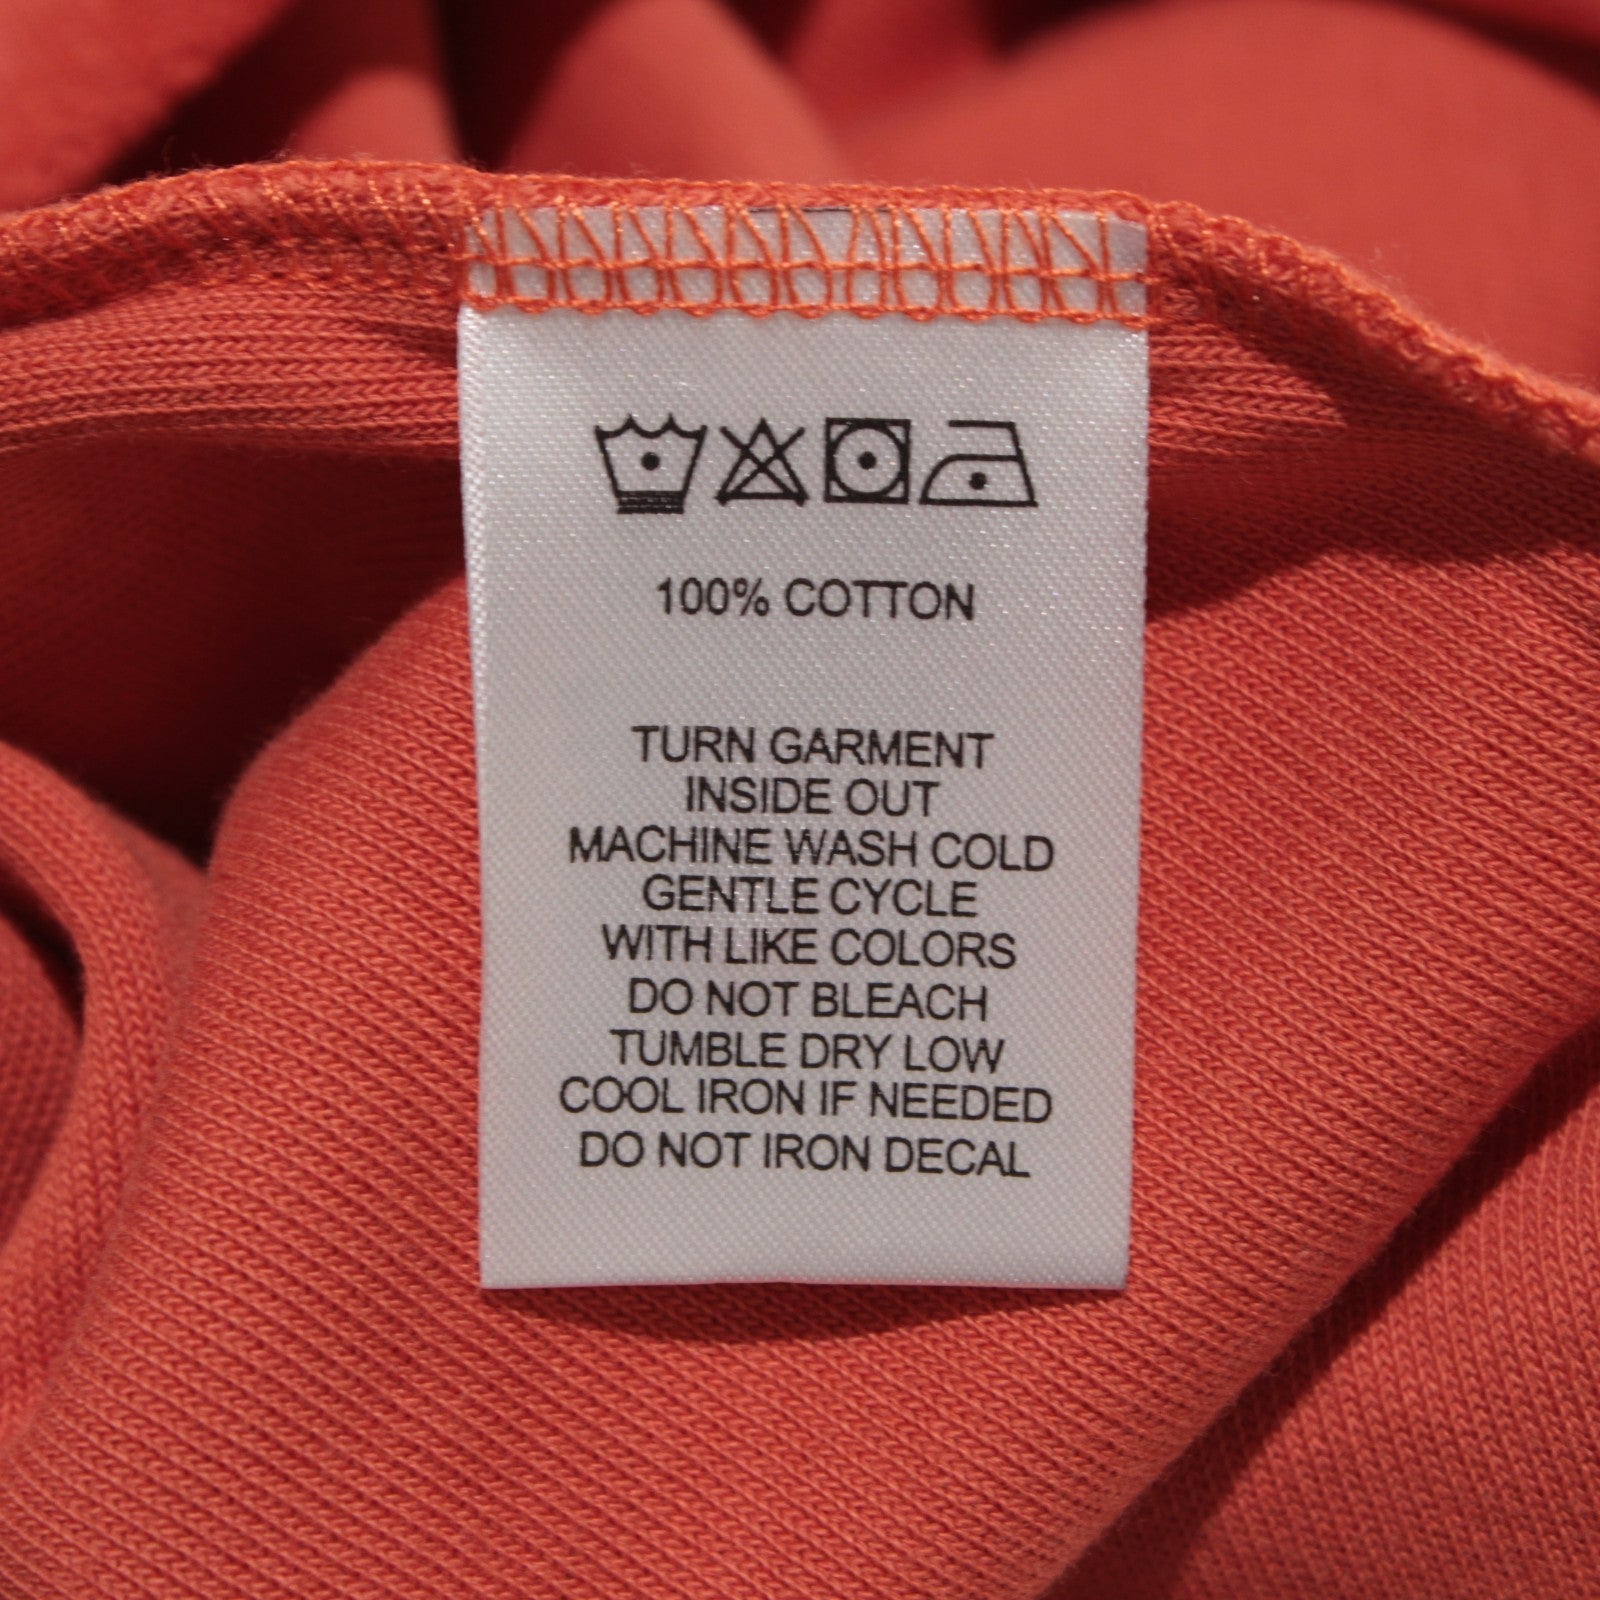 100% COTTON
TURN GARMENT
INSIDE OUT
MACHINE WASH COLD
GENTLE CYCLE
WITH LIKE COLORS
DO NOT BLEACH
TUMBLE DRY LOW
COOL IRON IF NEEDED
DO NOT IRON DECAL